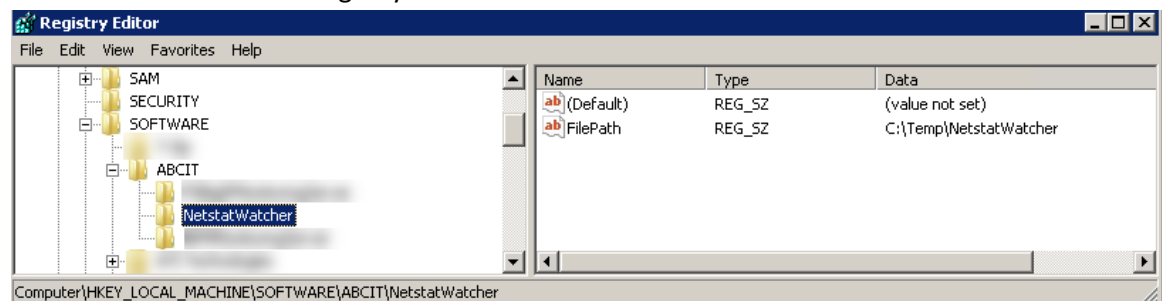 Registry Editor
File Edit View Favorites Help
SAM
SECURITY
SOFTWARE
ABCIT
NetstatWatcher
Name Type Data
(Default) REG_SZ (value not set)
FilePath REG_SZ C:\Temp\NetstatWatcher
Computer\HKEY_LOCAL_MACHINE\SOFTWARE\ABCIT\NetstatWatcher